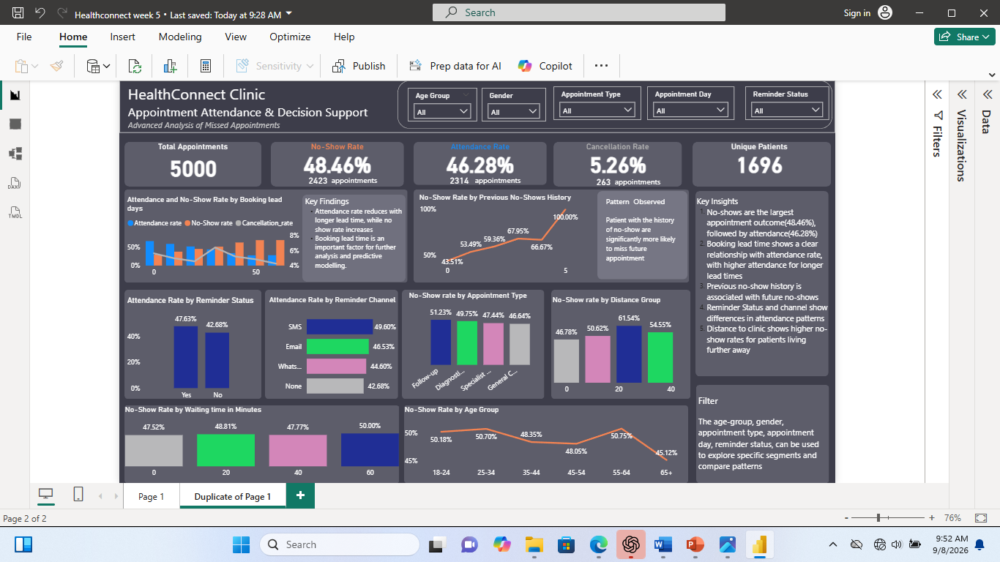 Healthconnect week 5 • Last saved: Today at 9:28 AM
Search
Sign in
File
Home
Insert
Modeling
View
Optimize
Help
Share
Sensitivity
Publish
Prep data for AI
Copilot
HealthConnect Clinic
Appointment Attendance & Decision Support
Advanced Analysis of Missed Appointments
Age Group
All
Gender
All
Appointment Type
All
Appointment Day
All
Reminder Status
All
Total Appointments
5000
No-Show Rate
48.46%
2423 appointments
Attendance Rate
46.28%
2314 appointments
Cancellation Rate
5.26%
263 appointments
Unique Patients
1696
Attendance and No-Show Rate by Booking lead
days
Attendance rate No-Show rate Cancellation_rate
50%
0%
8%
6%
4%
0
50
Key Findings
• Attendance rate reduces with
longer lead time, while no
show rate increases
• Booking lead time is an
important factor for further
analysis and predictive
modelling.
No-Show Rate by Previous No-Shows History
100%
50%
43.51%
53.49%
59.36%
67.95%
66.67%
100.00%
0
5
Pattern Observed
Patient with the history
of no-show are
significantly more likely
to miss future
appointment
Key Insights
1. No-shows are the largest
appointment outcome(48.46%),
followed by attendance(46.28%)
2. Booking lead time shows a clear
relationship with attendance rate,
with higher attendance for longer
lead times
3. Previous no-show history is
associated with future no-shows
4. Reminder Status and channel show
differences in attendance patterns
5. Distance to clinic shows higher no-
show rates for patients living
further away
Attendance Rate by Reminder Status
40%
20%
0%
47.63%
42.68%
Yes
No
Attendance Rate by Reminder Channel
SMS
49.60%
Email
46.53%
Whats...
44.60%
None
42.68%
No-Show rate by Appointment Type
51.23%
49.75%
47.44%
46.64%
Follow-up
Diagnosti...
Specialist ...
General C...
No-Show rate by Distance Group
46.78%
50.62%
61.54%
54.55%
0
20
40
No-Show Rate by Waiting time in Minutes
47.52%
48.81%
47.77%
50.00%
0
20
40
60
No-Show Rate by Age Group
50%
45%
50.18%
50.70%
48.35%
48.05%
50.75%
45.12%
18-24
25-34
35-44
45-54
55-64
65+
Filter
The age-group, gender,
appointment type, appointment
day, reminder status, can be used
to explore specific segments and
compare patterns
Filters
Visualizations
Data
DAX
TMDL
Page 1
Duplicate of Page 1
Page 2 of 2
76%
Search
9:52 AM
9/8/2026